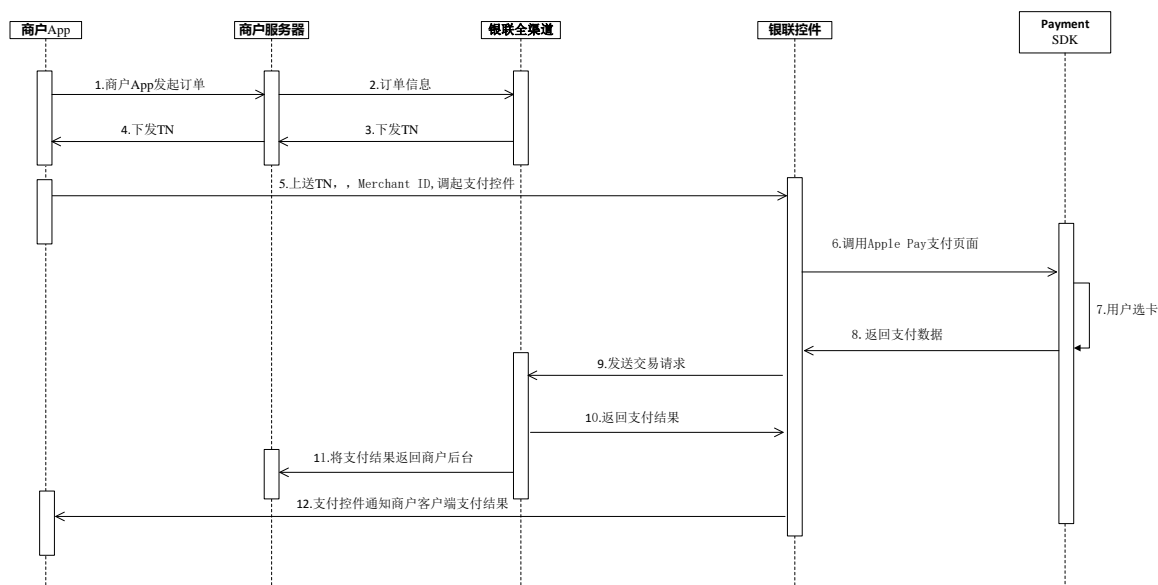 商户App
商户服务器
银联全渠道
银联控件
Payment
SDK
1.商户App发起订单
2.订单信息
4.下发TN
3.下发TN
5.上送TN，，Merchant ID,调起支付控件
6.调用Apple Pay支付页面
7.用户选卡
8.返回支付数据
9.发送交易请求
10.返回支付结果
11.将支付结果返回商户后台
12.支付控件通知商户客户端支付结果